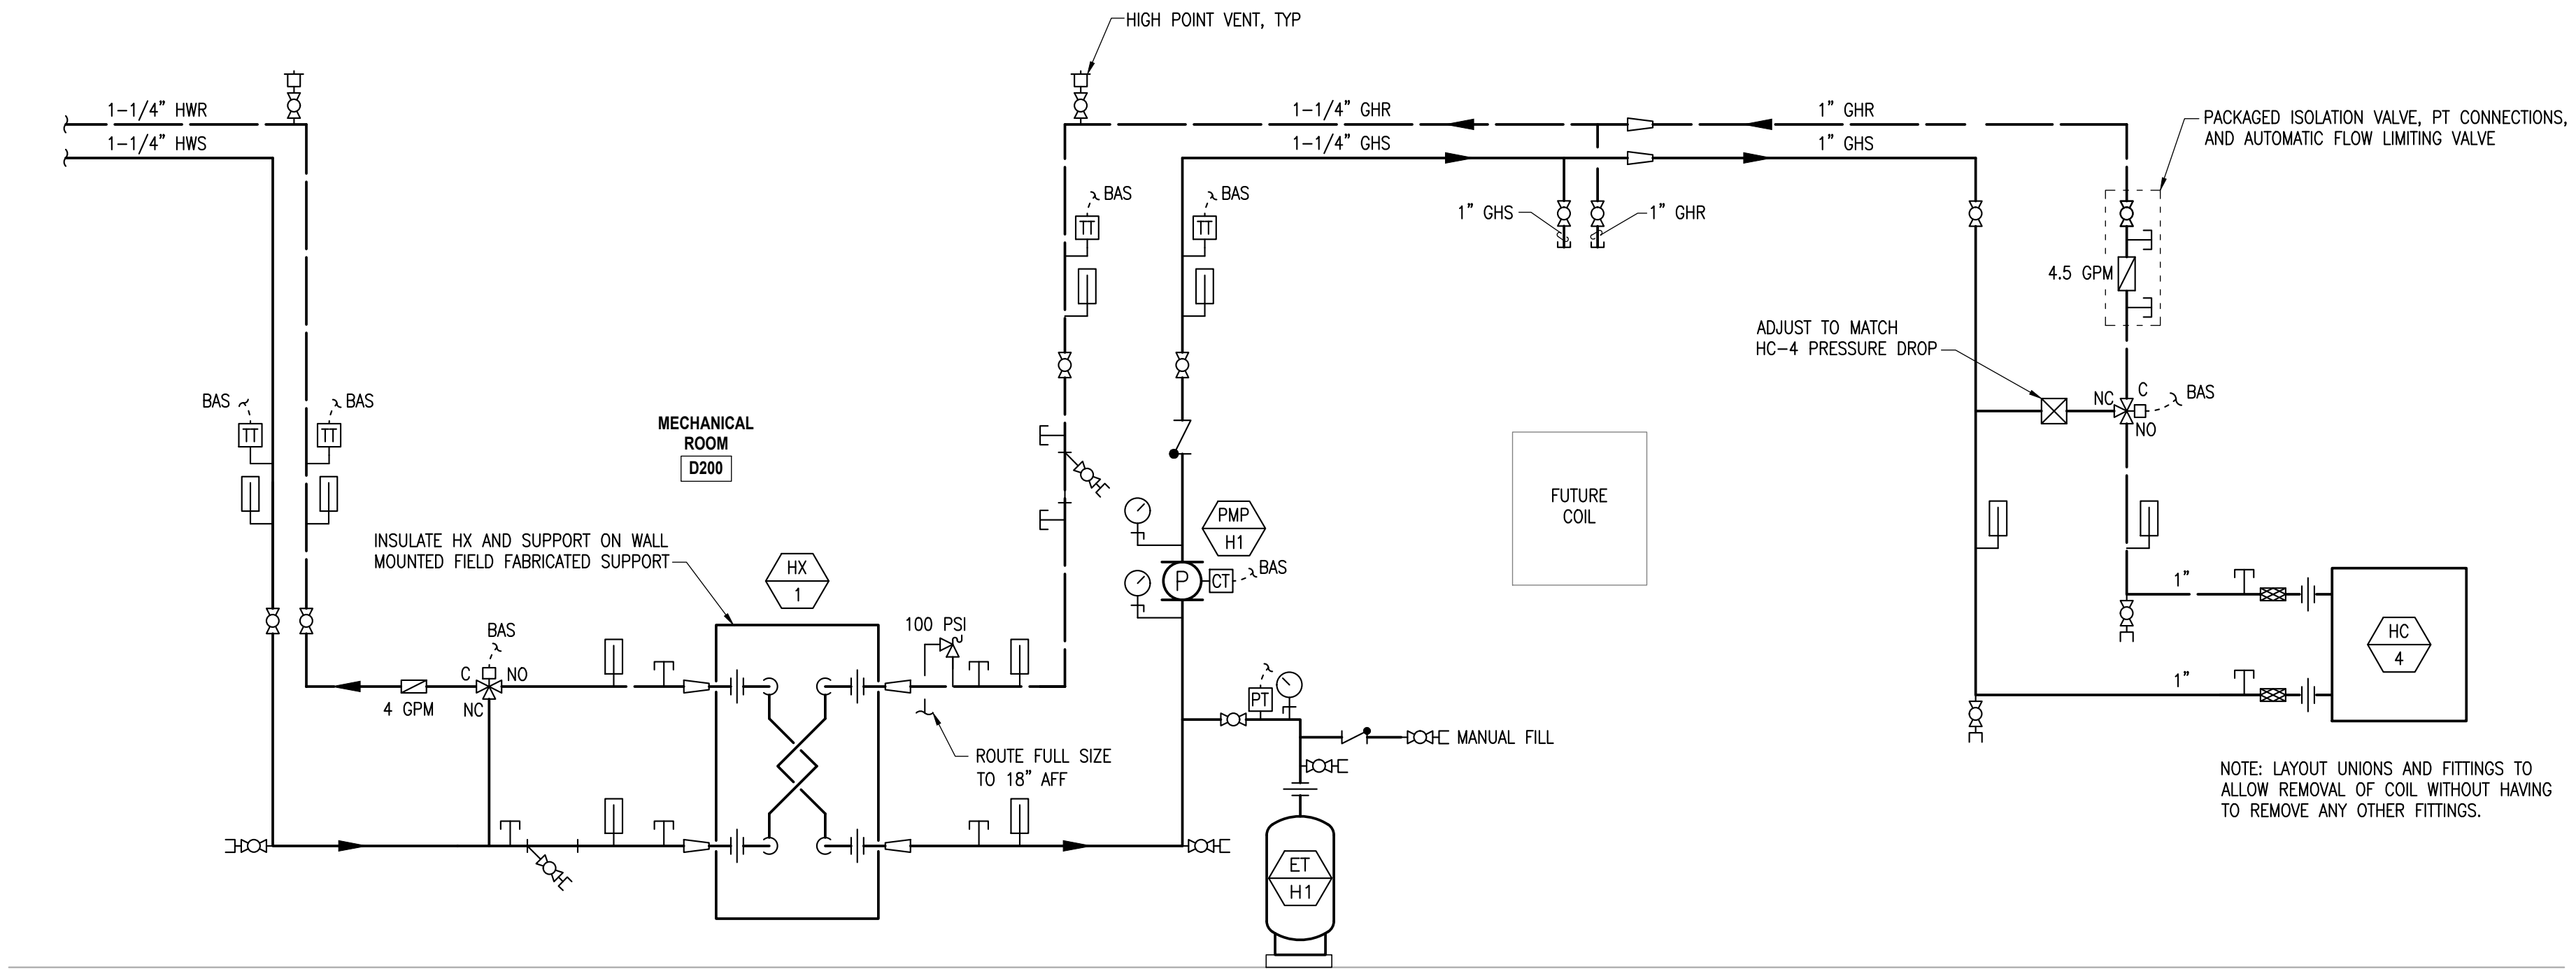 HIGH POINT VENT, TYP
1-1/4" HWR
1-1/4" HWS
1-1/4" GHR
1-1/4" GHS
1" GHR
1" GHS
PACKAGED ISOLATION VALVE, PT CONNECTIONS,
AND AUTOMATIC FLOW LIMITING VALVE
BAS
TT
BAS
TT
1" GHS
1" GHR
4.5 GPM
ADJUST TO MATCH
HC-4 PRESSURE DROP
NC
C
NO
BAS
BAS
TT
BAS
TT
MECHANICAL
ROOM
D200
FUTURE
COIL
INSULATE HX AND SUPPORT ON WALL
MOUNTED FIELD FABRICATED SUPPORT
HX
1
PMP
H1
P
CT
BAS
BAS
C
NO
NC
4 GPM
100 PSI
ROUTE FULL SIZE
TO 18" AFF
PT
MANUAL FILL
ET
H1
1"
1"
HC
4
NOTE: LAYOUT UNIONS AND FITTINGS TO
ALLOW REMOVAL OF COIL WITHOUT HAVING
TO REMOVE ANY OTHER FITTINGS.